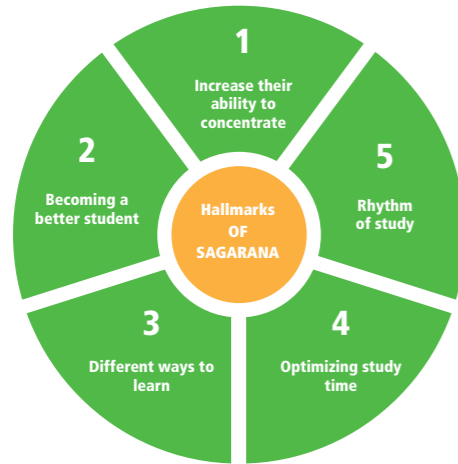 1
Increase their
ability to
concentrate
2
Becoming a
better student
3
Different ways to
learn
4
Optimizing study
time
5
Rhythm
of study
Hallmarks
OF
SAGARANA